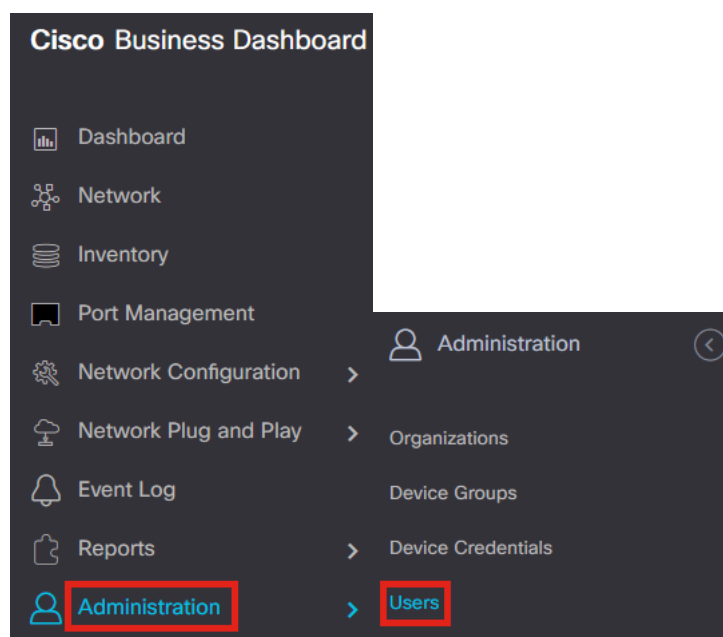 Cisco Business Dashboard
Dashboard
Network
Inventory
Port Management
Network Configuration
Network Plug and Play
Event Log
Reports
Administration
Administration
Organizations
Device Groups
Device Credentials
Users